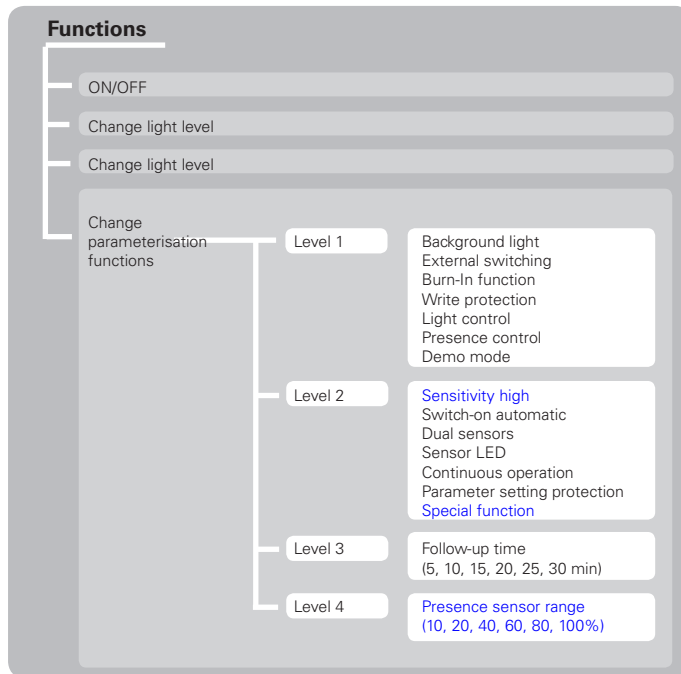 Functions
ON/OFF
Change light level
Change light level
Change
parameterisation
functions
Level 1
Background light
External switching
Burn-In function
Write protection
Light control
Presence control
Demo mode
Level 2
Sensitivity high
Switch-on automatic
Dual sensors
Sensor LED
Continuous operation
Parameter setting protection
Special function
Level 3
Follow-up time
(5, 10, 15, 20, 25, 30 min)
Level 4
Presence sensor range
(10, 20, 40, 60, 80, 100%)